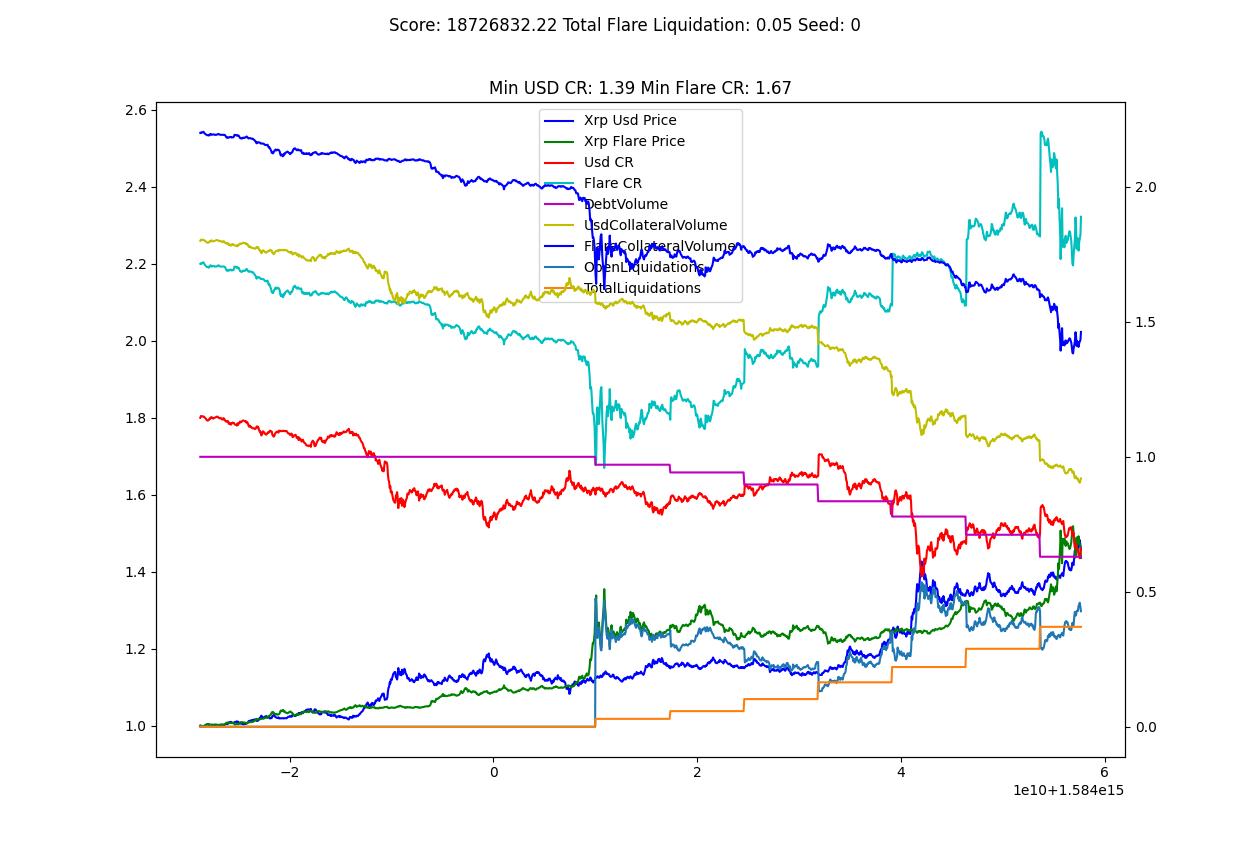 Score: 18726832.22 Total Flare Liquidation: 0.05 Seed: 0
Min USD CR: 1.39 Min Flare CR: 1.67
Xrp Usd Price
Xrp Flare Price
Usd CR
Flare CR
DebtVolume
UsdCollateralVolume
FlareCollateralVolume
OpenLiquidations
TotalLiquidations
2.6
2.4
2.2
2.0
1.8
1.6
1.4
1.2
1.0
2.0
1.5
1.0
0.5
0.0
−2 0 2 4 6
1e10+1.584e15